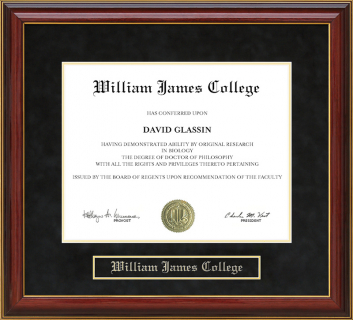 William James College
HAS CONFERRED UPON
DAVID GLASSIN
HAVING DEMONSTRATED ABILITY BY ORIGINAL RESEARCH
IN BIOLOGY
THE DEGREE OF DOCTOR OF PHILOSOPHY
WITH ALL THE RIGHTS AND PRIVILEGES THERETO PERTAINING
ISSUED BY THE BOARD OF REGENTS UPON RECOMMENDATION OF THE FACULTY
PROVOST
PRESIDENT
William James College